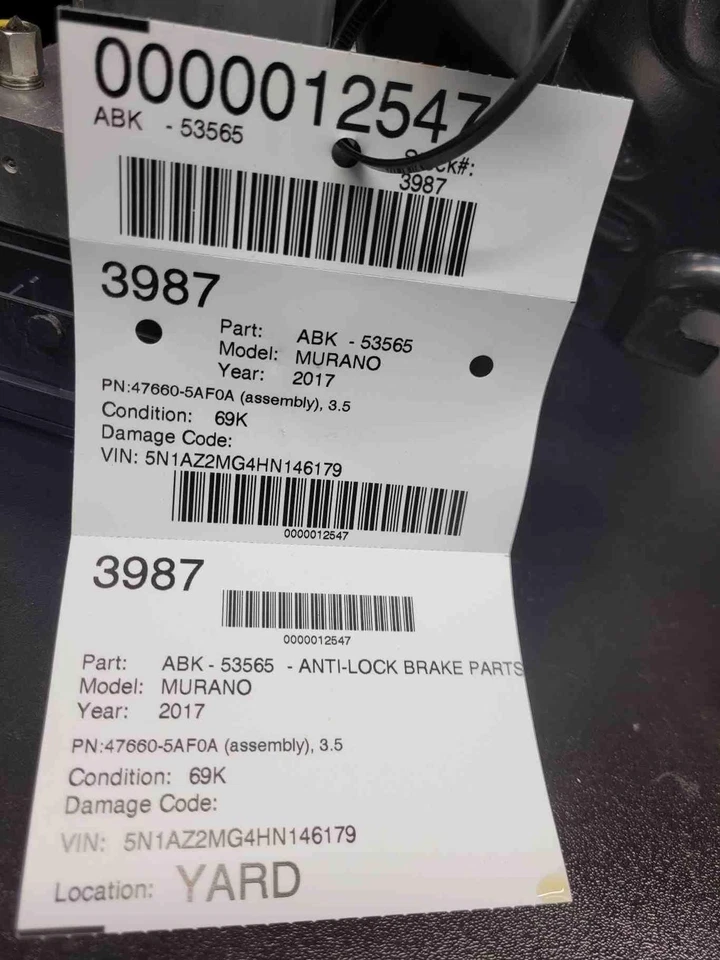 0000012547
ABK - 53565
Stock#:
3987
3987
Part: ABK - 53565
Model: MURANO
Year: 2017
PN:47660-5AF0A (assembly), 3.5
Condition: 69K
Damage Code:
VIN: 5N1AZ2MG4HN146179
0000012547
3987
0000012547
Part: ABK - 53565 - ANTI-LOCK BRAKE PARTS
Model: MURANO
Year: 2017
PN:47660-5AF0A (assembly), 3.5
Condition: 69K
Damage Code:
VIN: 5N1AZ2MG4HN146179
Location: YARD